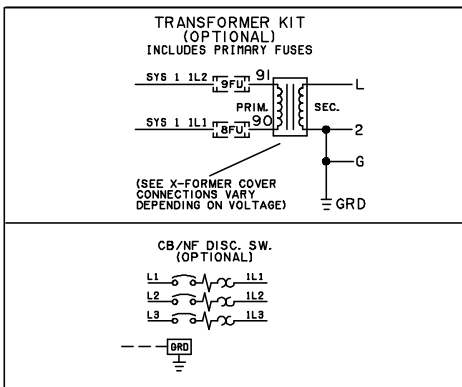 TRANSFORMER KIT
(OPTIONAL)
INCLUDES PRIMARY FUSES
SYS 1 1L2 9FU 91 L
PRIM. SEC.
SYS 1 1L1 8FU 90 2
G
(SEE X-FORMER COVER
CONNECTIONS VARY
DEPENDING ON VOLTAGE)
GRD
CB/NF DISC. SW.
(OPTIONAL)
L1 1L1
L2 1L2
L3 1L3
GRD